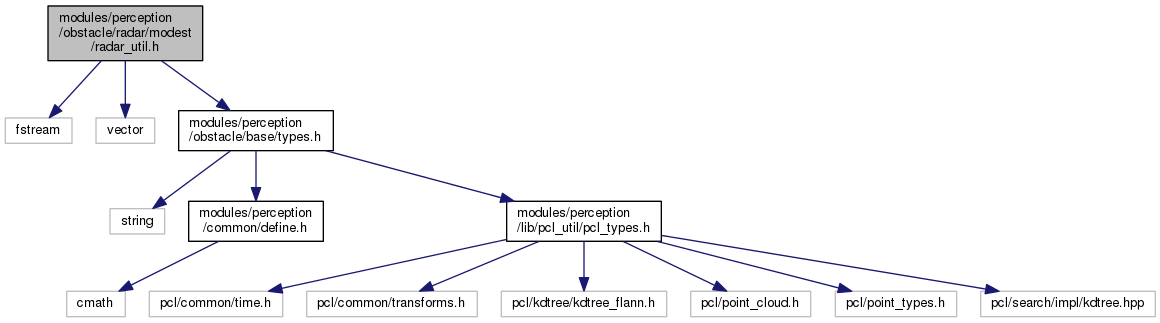 modules/perception
/obstacle/radar/modest
/radar_util.h
fstream
vector
modules/perception
/obstacle/base/types.h
string
modules/perception
/common/define.h
modules/perception
/lib/pcl_util/pcl_types.h
cmath
pcl/common/time.h
pcl/common/transforms.h
pcl/kdtree/kdtree_flann.h
pcl/point_cloud.h
pcl/point_types.h
pcl/search/impl/kdtree.hpp